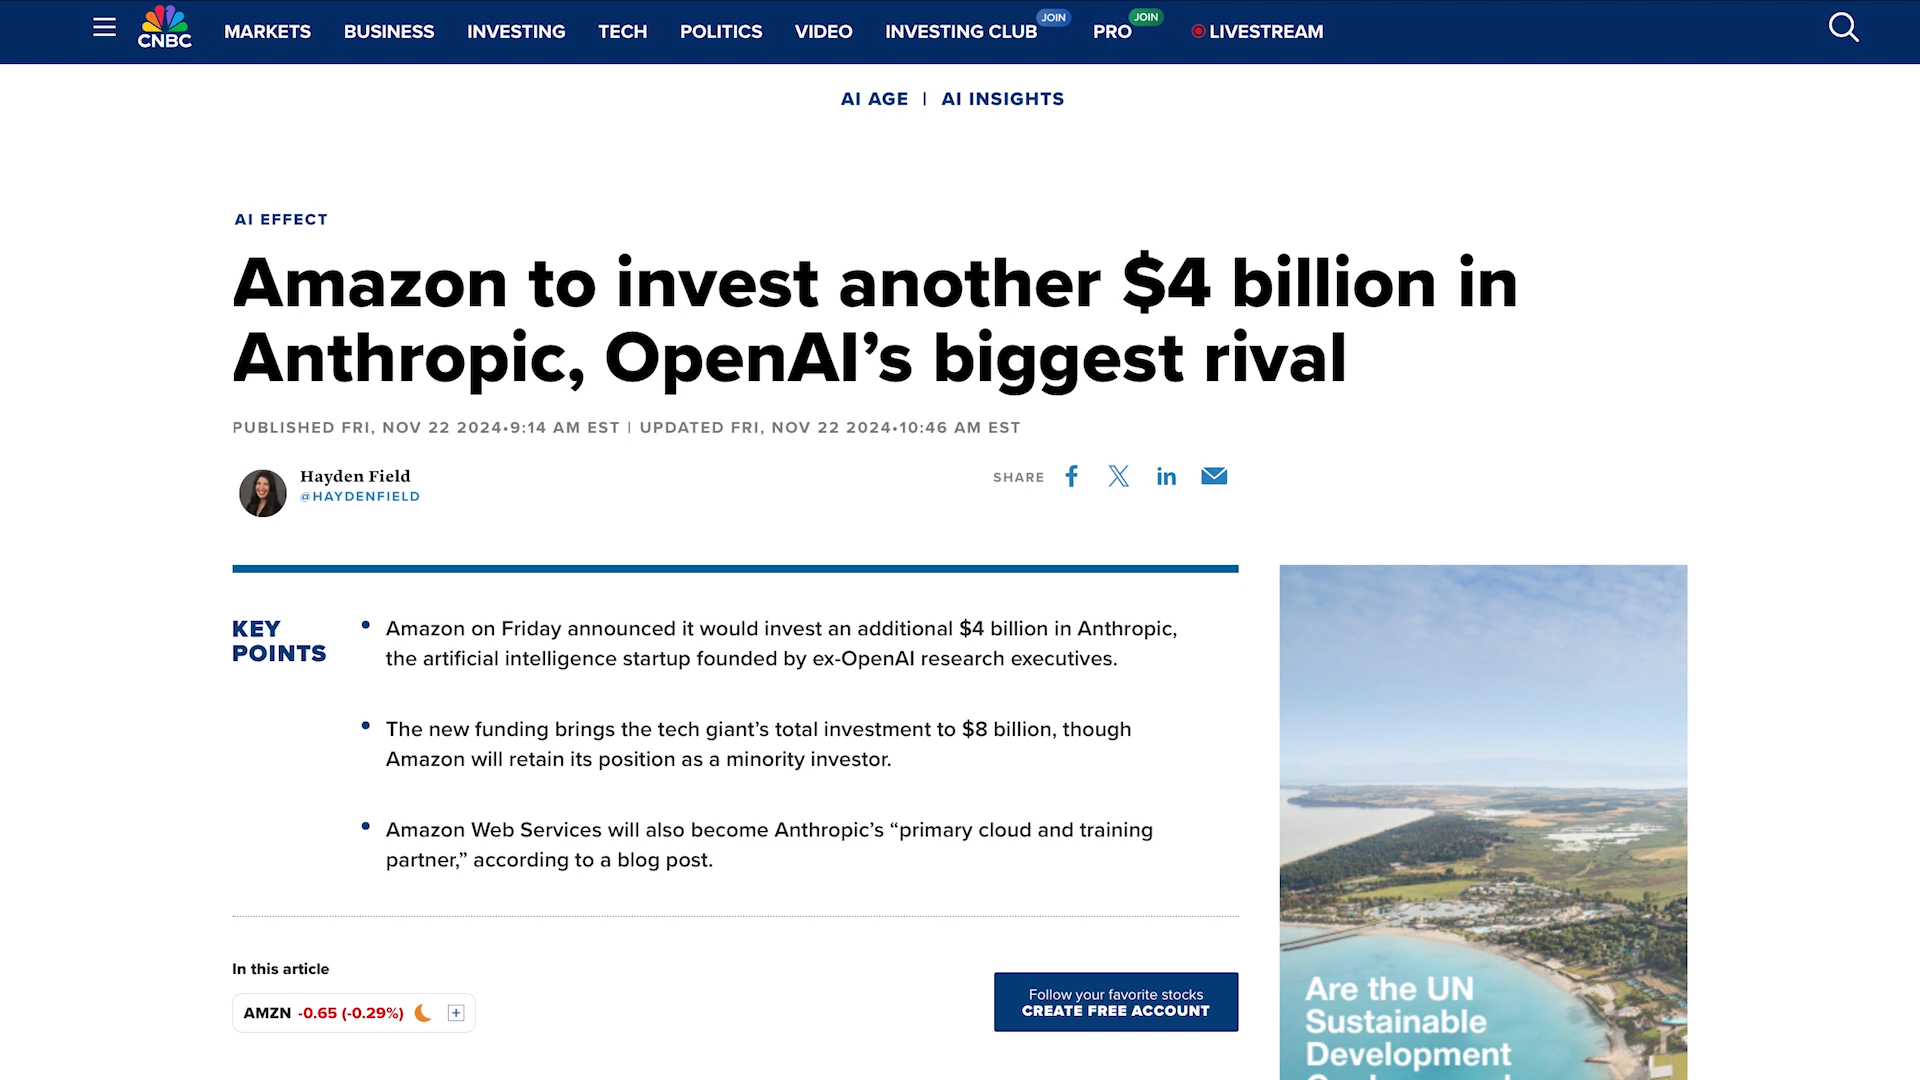 CNBC
MARKETS
BUSINESS
INVESTING
TECH
POLITICS
VIDEO
INVESTING CLUB
JOIN
PRO
JOIN
LIVESTREAM
AI AGE | AI INSIGHTS
AI EFFECT
Amazon to invest another $4 billion in
Anthropic, OpenAI’s biggest rival
PUBLISHED FRI, NOV 22 2024•9:14 AM EST | UPDATED FRI, NOV 22 2024•10:46 AM EST
Hayden Field
@HAYDENFIELD
SHARE
KEY
POINTS
Amazon on Friday announced it would invest an additional $4 billion in Anthropic,
the artificial intelligence startup founded by ex-OpenAI research executives.
The new funding brings the tech giant’s total investment to $8 billion, though
Amazon will retain its position as a minority investor.
Amazon Web Services will also become Anthropic’s “primary cloud and training
partner,” according to a blog post.
In this article
AMZN -0.65 (-0.29%)
Follow your favorite stocks
CREATE FREE ACCOUNT
Are the UN
Sustainable
Development